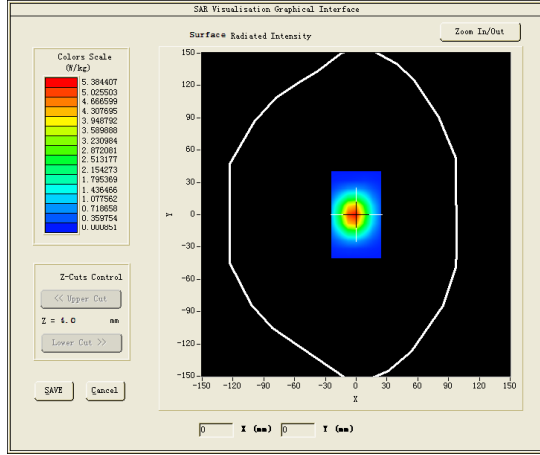 SAR Visualisation Graphical Interface
Surface Radiated Intensity
Zoom In/Out
Colors Scale
(W/kg)
5.384407
5.025503
4.666599
4.307695
3.948792
3.589888
3.230984
2.872081
2.513177
2.154273
1.795369
1.436466
1.077562
0.718658
0.359754
0.000851
Z-Cuts Control
<< Upper Cut
Z = 4.0 mm
Lower Cut >>
SAVE Cancel
150
120
90
60
30
0
-30
-60
-90
-120
-150
Y
-150 -120 -90 -60 -30 0 30 60 90 120 150
X
0 X (mm) 0 Y (mm)